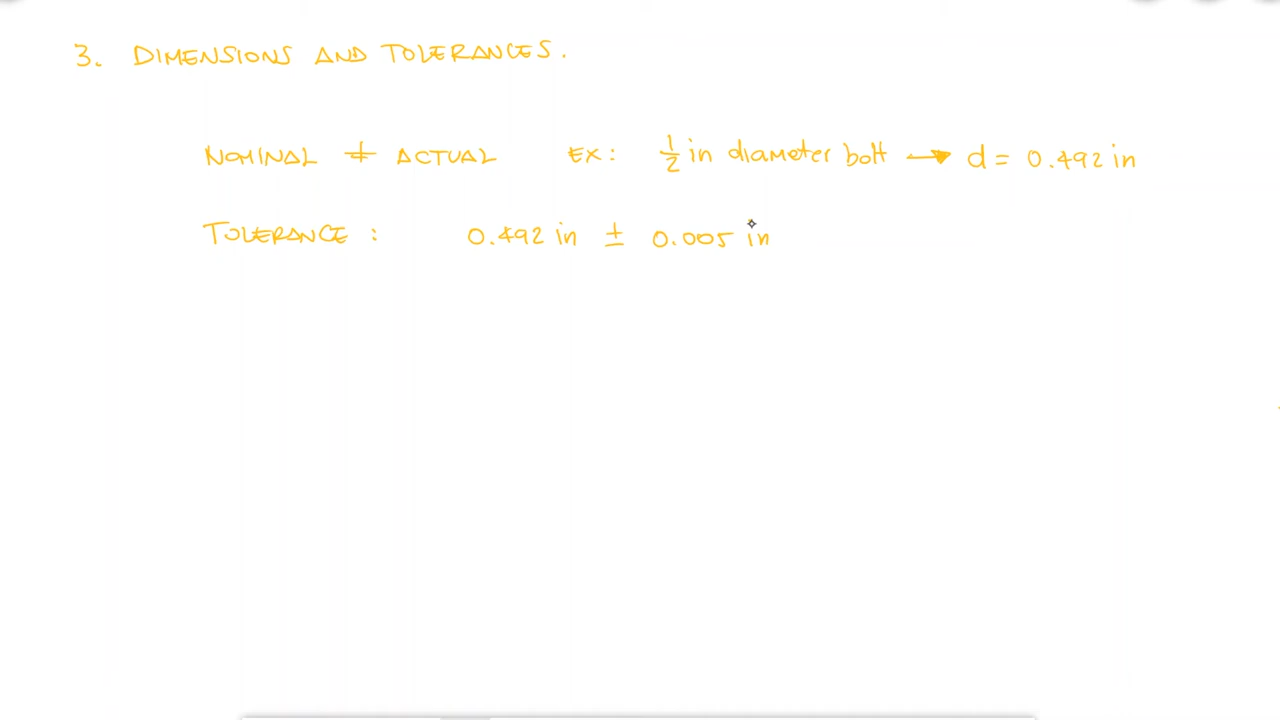 3. DIMENSIONS AND TOLERANCES.
NOMINAL ≠ ACTUAL EX: 1/2 in diameter bolt → d = 0.492 in
TOLERANCE: 0.492 in ± 0.005 in